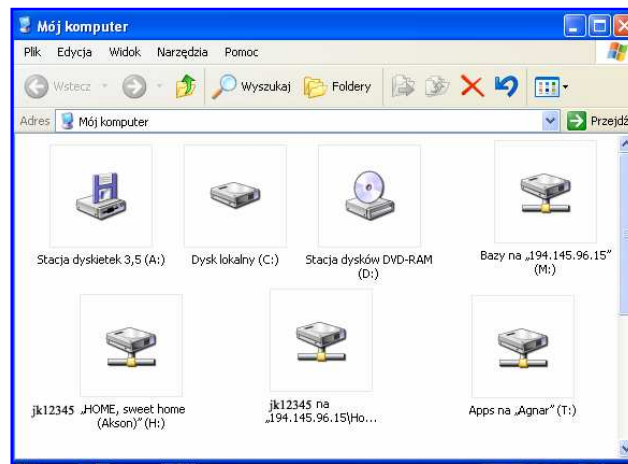 Mój komputer
Plik Edycja Widok Narzędzia Pomoc
Wstecz Wyszukaj Foldery
Adres Mój komputer Przejdź
Stacja dyskietek 3,5 (A:) Dysk lokalny (C:) Stacja dysków DVD-RAM (D:) Bazy na „194.145.96.15” (M:)
jk12345 „HOME, sweet home (Akson)” (H:) jk12345 na „194.145.96.15\Ho... Apps na „Agnar” (T:)